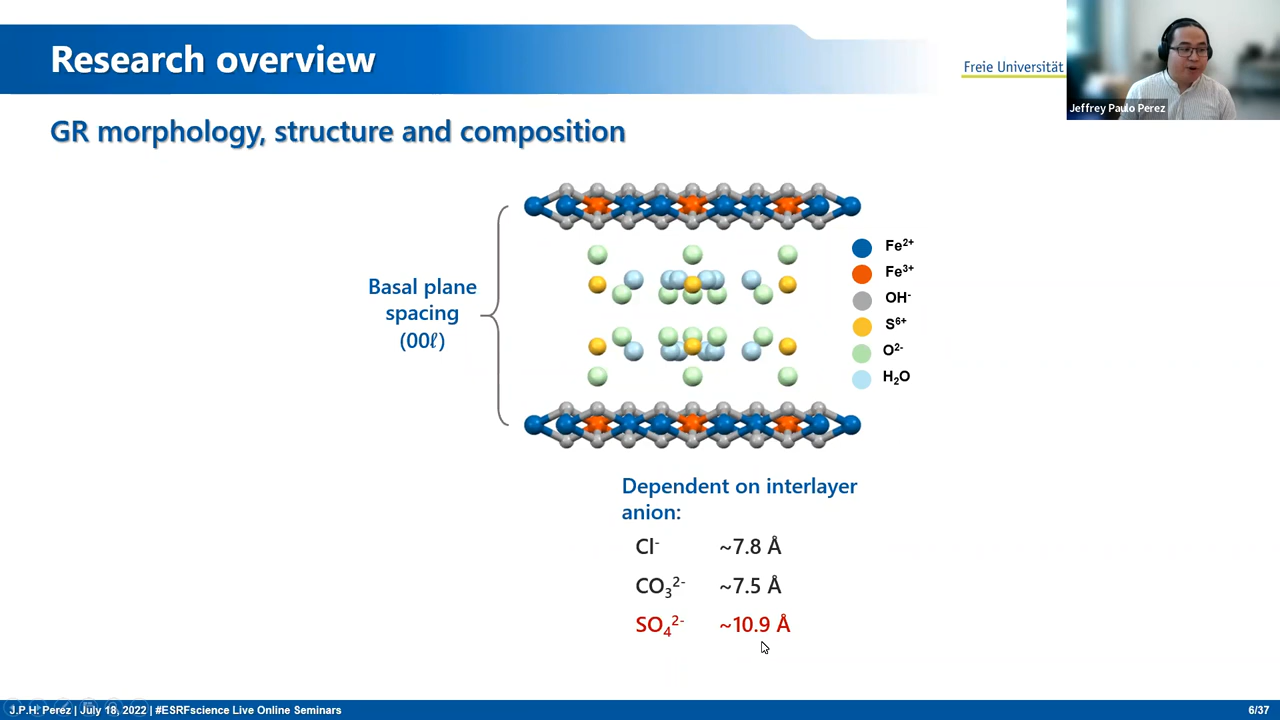 Research overview
Freie Universität
Jeffrey Paulo Perez
GR morphology, structure and composition
Basal plane
spacing
(00ℓ)
Fe²⁺
Fe³⁺
OH⁻
S⁶⁺
O²⁻
H₂O
Dependent on interlayer
anion:
Cl⁻ ~7.8 Å
CO₃²⁻ ~7.5 Å
SO₄²⁻ ~10.9 Å
J.P.H. Perez | July 18, 2022 | #ESRFscience Live Online Seminars
6/37